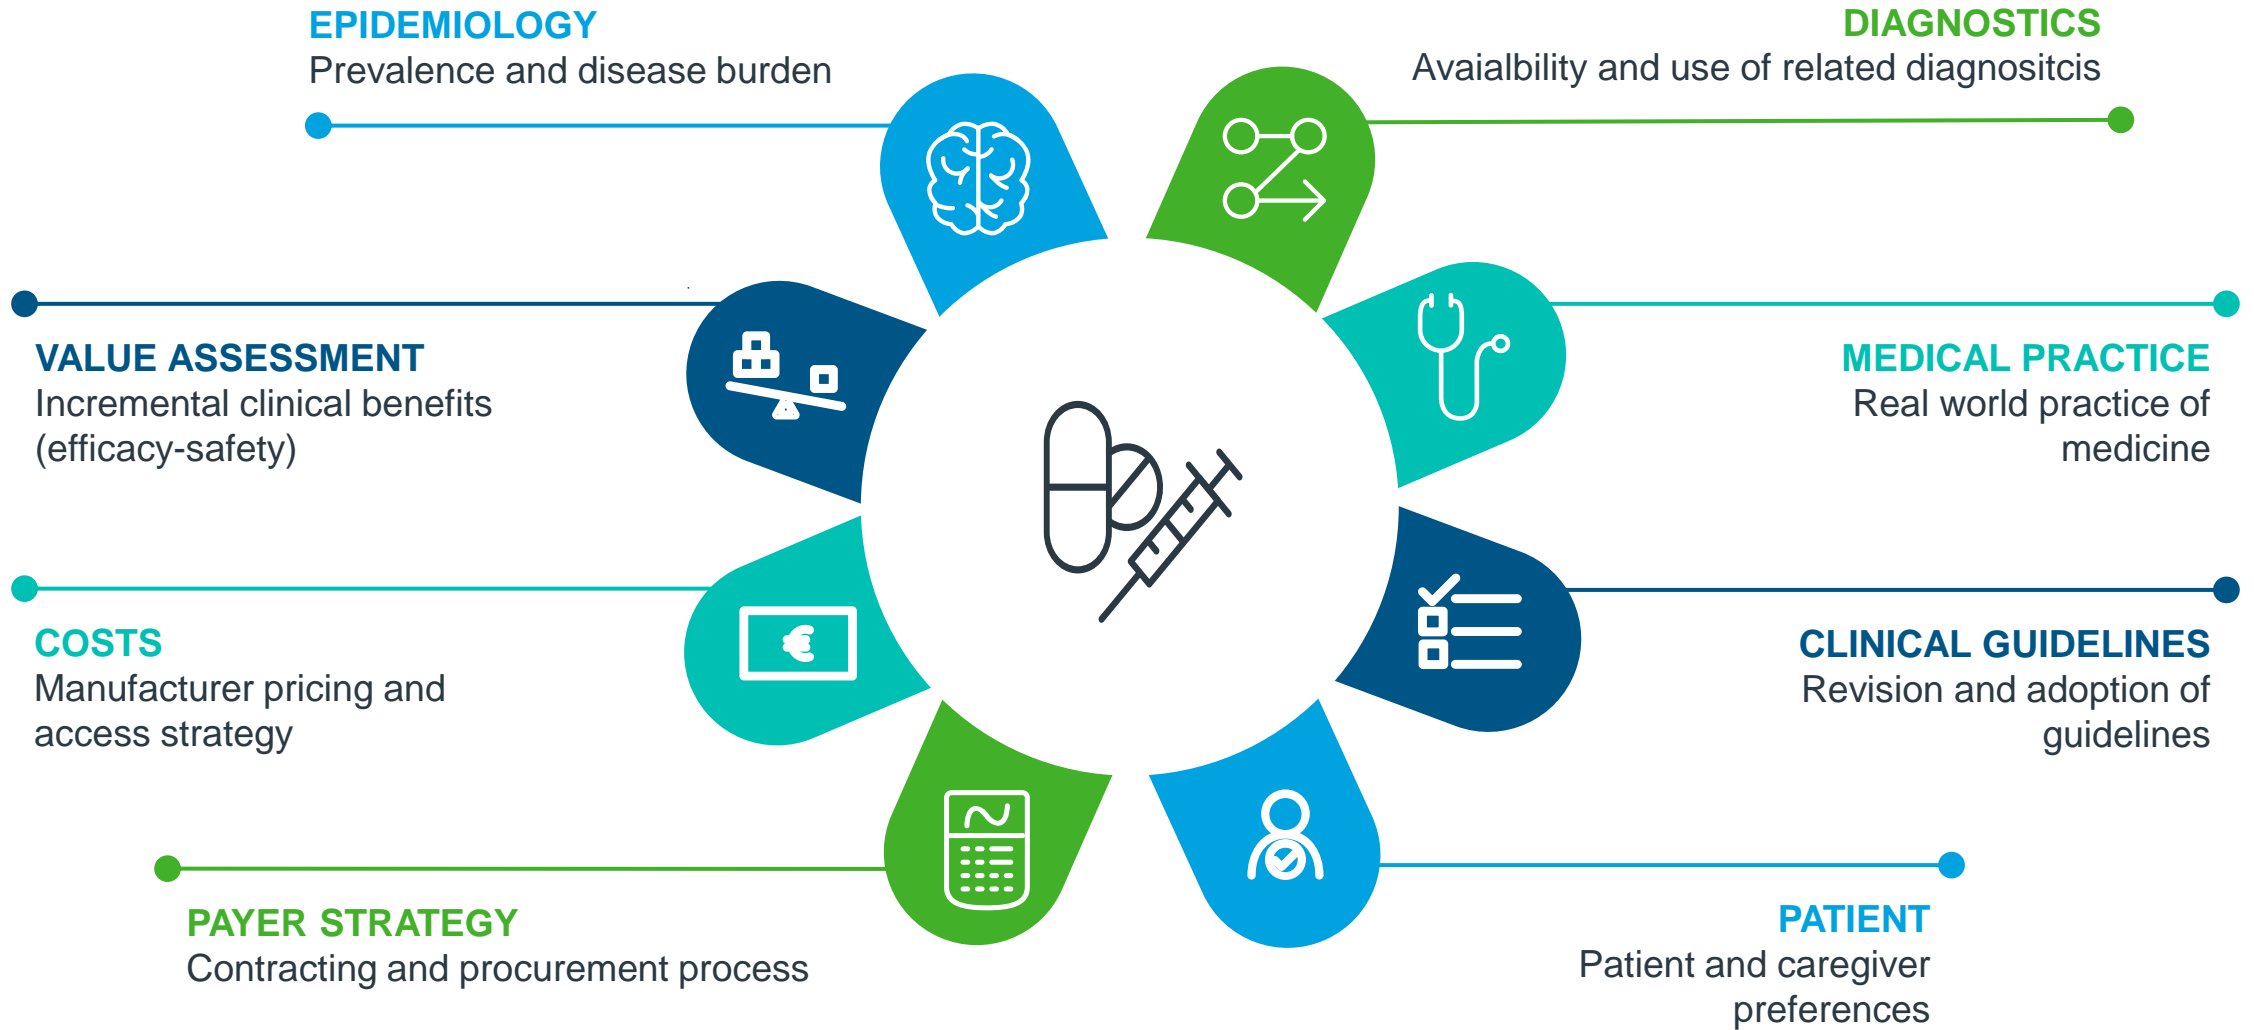 EPIDEMIOLOGY
Prevalence and disease burden
DIAGNOSTICS
Avaialbility and use of related diagnositcis
VALUE ASSESSMENT
Incremental clinical benefits
(efficacy-safety)
MEDICAL PRACTICE
Real world practice of
medicine
COSTS
Manufacturer pricing and
access strategy
€
CLINICAL GUIDELINES
Revision and adoption of
guidelines
PAYER STRATEGY
Contracting and procurement process
PATIENT
Patient and caregiver
preferences